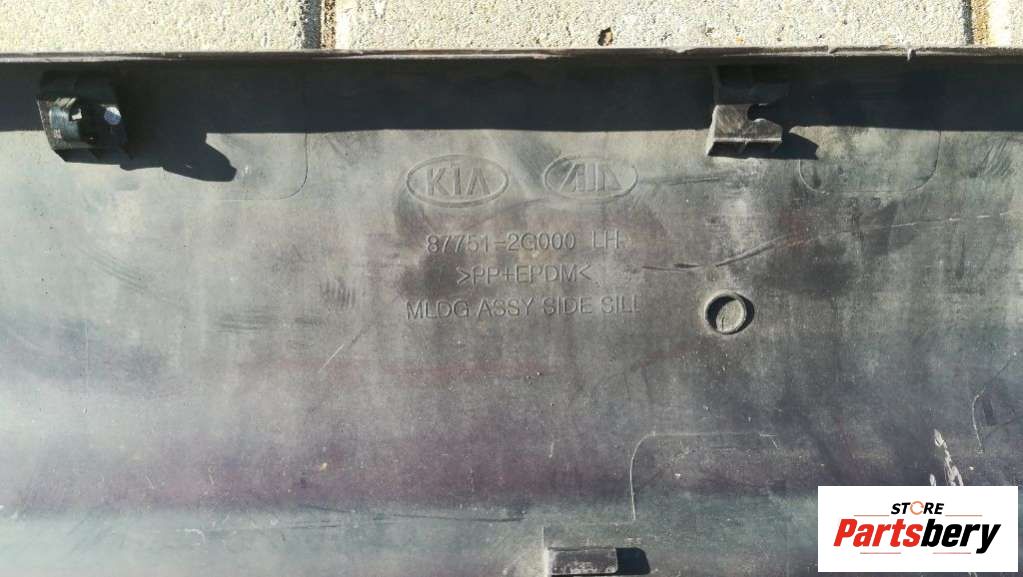 KIA KIA
87751-2G000 LH
>PP+EPDM<
MLDG ASSY SIDE SILL
STORE
Partsbery